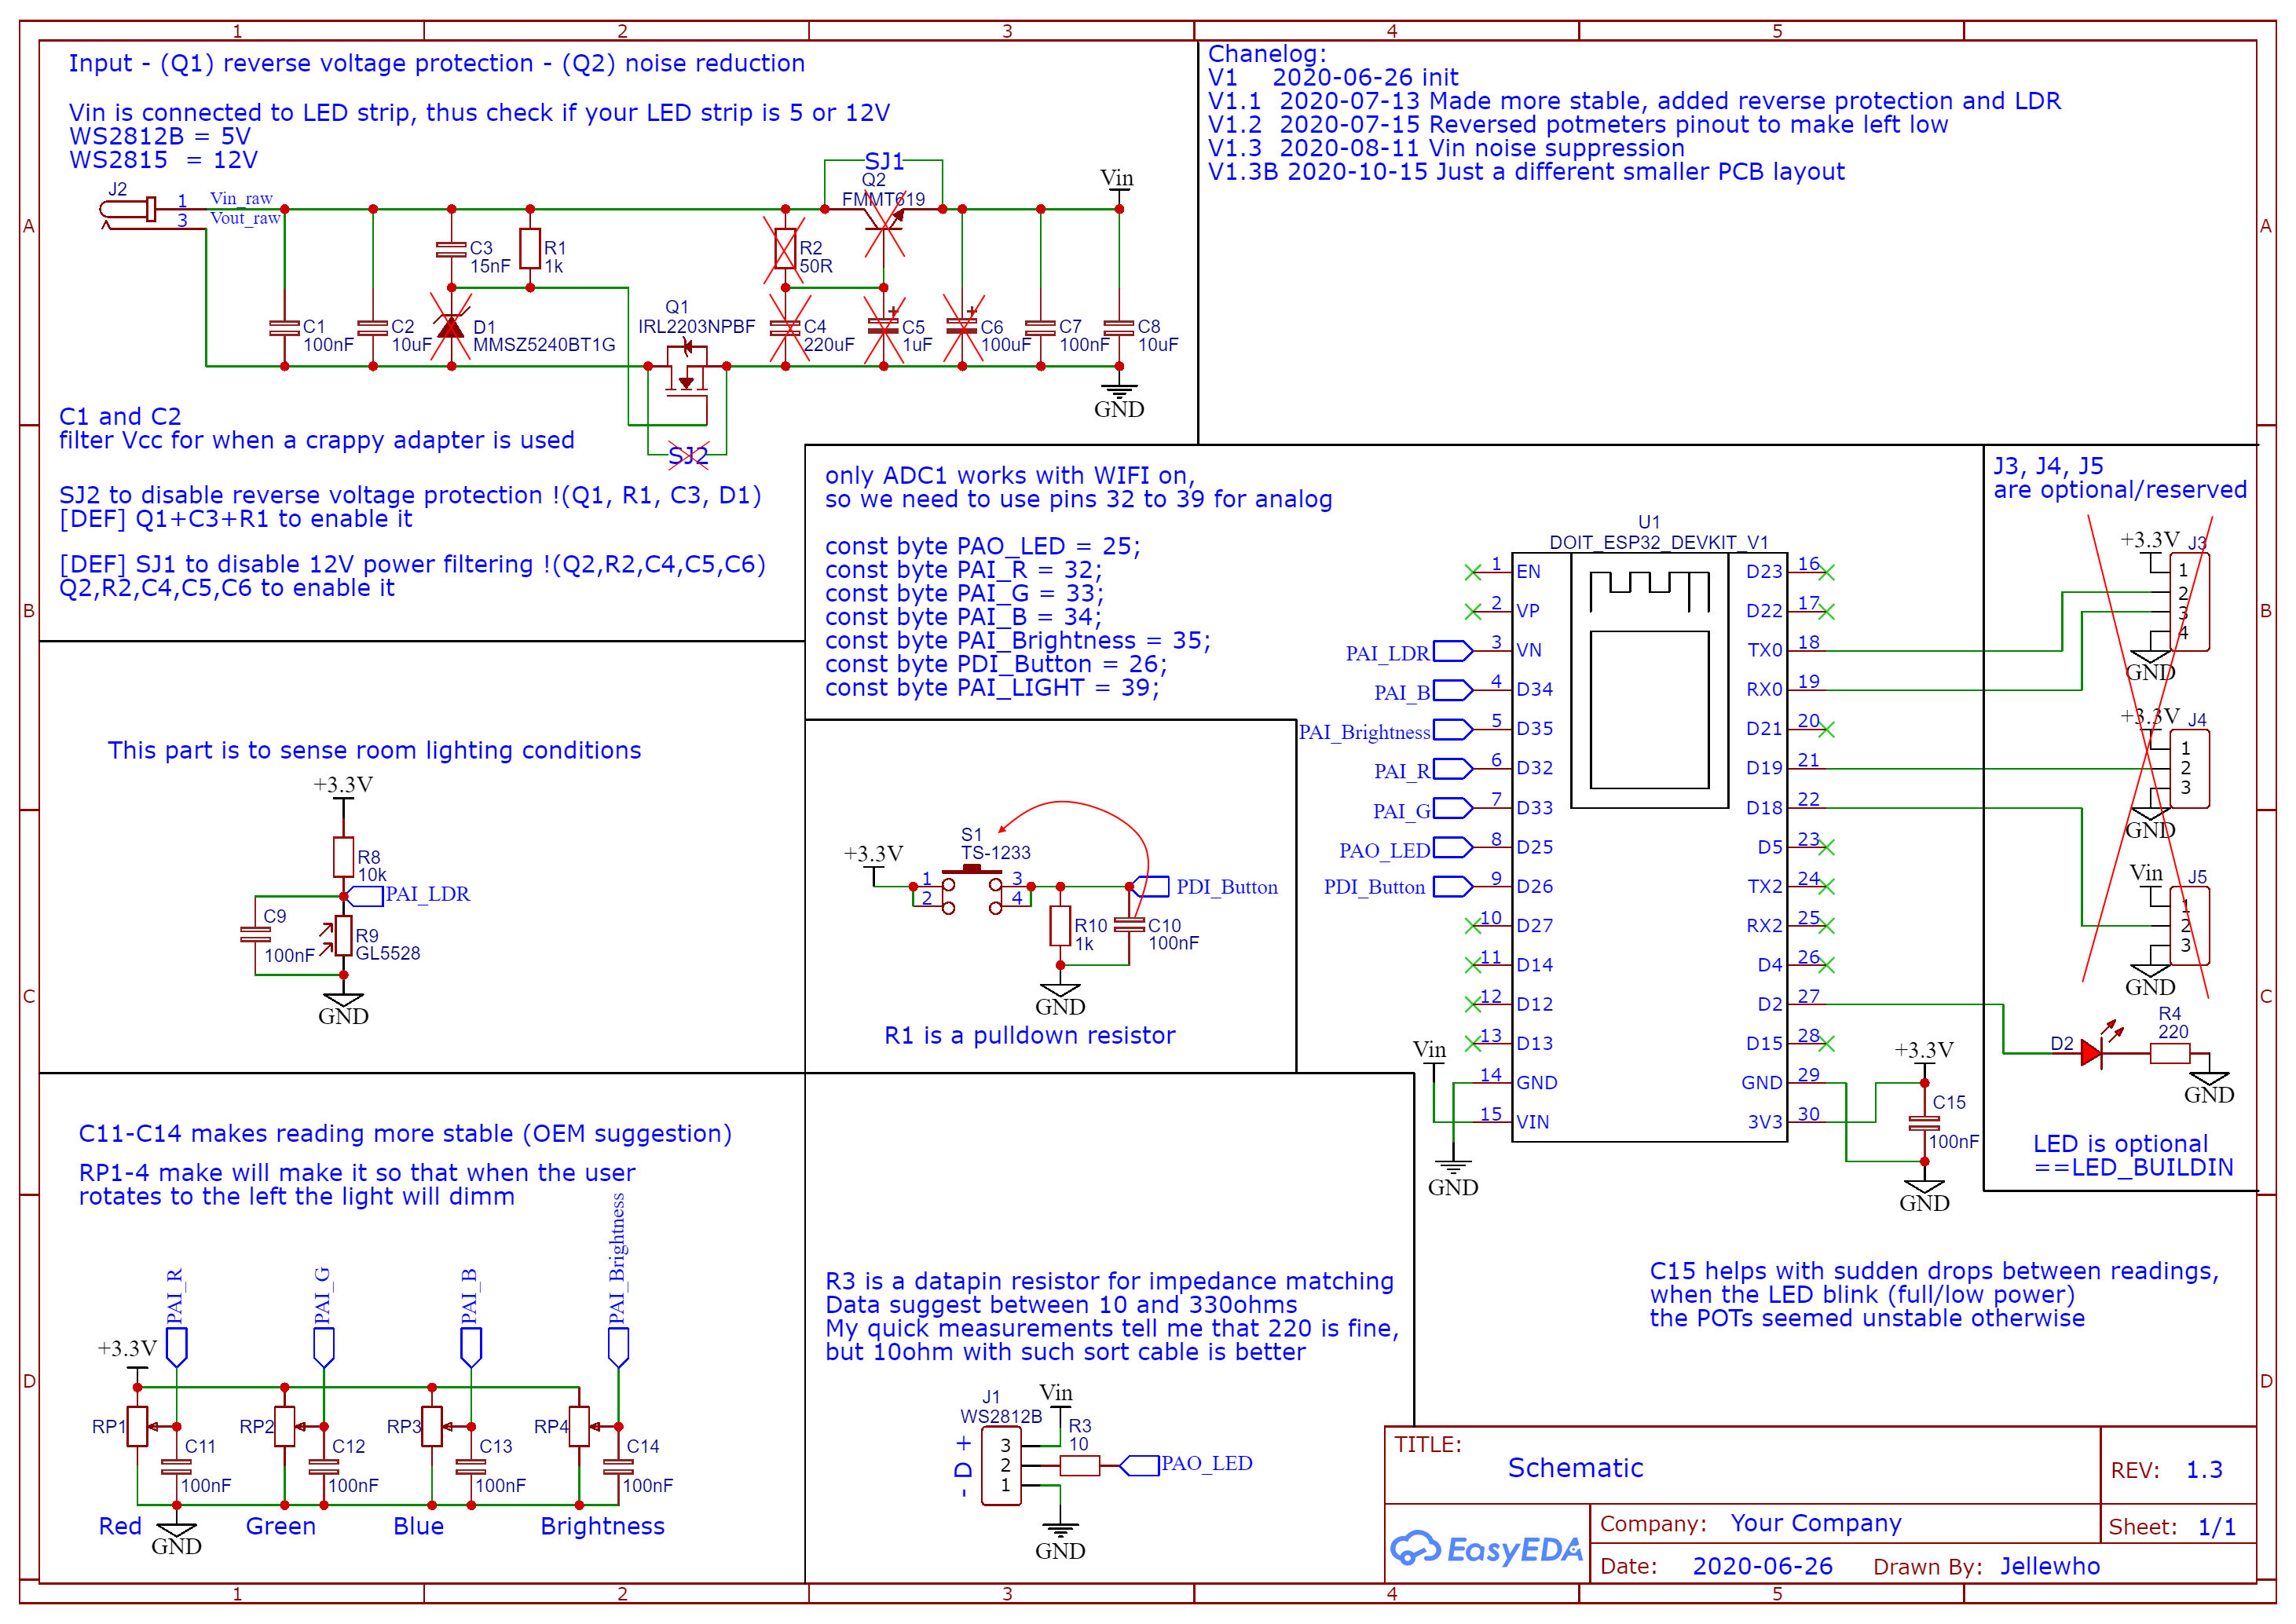 1 2 3 4 5
A
B
C
D
Input - (Q1) reverse voltage protection - (Q2) noise reduction
Vin is connected to LED strip, thus check if your LED strip is 5 or 12V
WS2812B = 5V
WS2815 = 12V
J2
1
3
Vin_raw
Vout_raw
C1
100nF
C2
10uF
C3
15nF
R1
1k
D1
MMSZ5240BT1G
Q1
IRL2203NPBF
SJ2
SJ1
Q2
FMMT619
R2
50R
C4
220uF
C5
1uF
C6
100uF
C7
100nF
C8
10uF
Vin
GND
C1 and C2
filter Vcc for when a crappy adapter is used
SJ2 to disable reverse voltage protection !(Q1, R1, C3, D1)
[DEF] Q1+C3+R1 to enable it
[DEF] SJ1 to disable 12V power filtering !(Q2,R2,C4,C5,C6)
Q2,R2,C4,C5,C6 to enable it
Chanelog:
V1 2020-06-26 init
V1.1 2020-07-13 Made more stable, added reverse protection and LDR
V1.2 2020-07-15 Reversed potmeters pinout to make left low
V1.3 2020-08-11 Vin noise suppression
V1.3B 2020-10-15 Just a different smaller PCB layout
only ADC1 works with WIFI on,
so we need to use pins 32 to 39 for analog
const byte PAO_LED = 25;
const byte PAI_R = 32;
const byte PAI_G = 33;
const byte PAI_B = 34;
const byte PAI_Brightness = 35;
const byte PDI_Button = 26;
const byte PAI_LIGHT = 39;
U1
DOIT_ESP32_DEVKIT_V1
1 EN
2 VP
PAI_LDR 3 VN
PAI_B 4 D34
PAI_Brightness 5 D35
PAI_R 6 D32
PAI_G 7 D33
PAO_LED 8 D25
PDI_Button 9 D26
10 D27
11 D14
12 D12
13 D13
14 GND
15 VIN
Vin
GND
D23 16
D22 17
TX0 18
RX0 19
D21 20
D19 21
D18 22
D5 23
TX2 24
RX2 25
D4 26
D2 27
D15 28
GND 29
3V3 30
+3.3V
C15
100nF
GND
J3, J4, J5
are optional/reserved
+3.3V
J3
1
2
3
4
GND
+3.3V
J4
1
2
3
GND
Vin
J5
1
2
3
GND
D2
R4
220
GND
LED is optional
==LED_BUILDIN
C15 helps with sudden drops between readings,
when the LED blink (full/low power)
the POTs seemed unstable otherwise
This part is to sense room lighting conditions
+3.3V
R8
10k
PAI_LDR
C9
100nF
R9
GL5528
GND
+3.3V
S1
TS-1233
1
2
3
4
PDI_Button
R10
1k
C10
100nF
GND
R1 is a pulldown resistor
C11-C14 makes reading more stable (OEM suggestion)
RP1-4 make will make it so that when the user
rotates to the left the light will dimm
+3.3V
PAI_R
PAI_G
PAI_B
PAI_Brightness
RP1
C11
100nF
RP2
C12
100nF
RP3
C13
100nF
RP4
C14
100nF
Red
Green
Blue
Brightness
GND
R3 is a datapin resistor for impedance matching
Data suggest between 10 and 330ohms
My quick measurements tell me that 220 is fine,
but 10ohm with such sort cable is better
J1
WS2812B
Vin
R3
10
3
2
1
- D +
PAO_LED
GND
TITLE:
Schematic
REV: 1.3
EasyEDA
Company: Your Company
Sheet: 1/1
Date: 2020-06-26
Drawn By: Jellewho
A
B
C
D
1 2 3 4 5